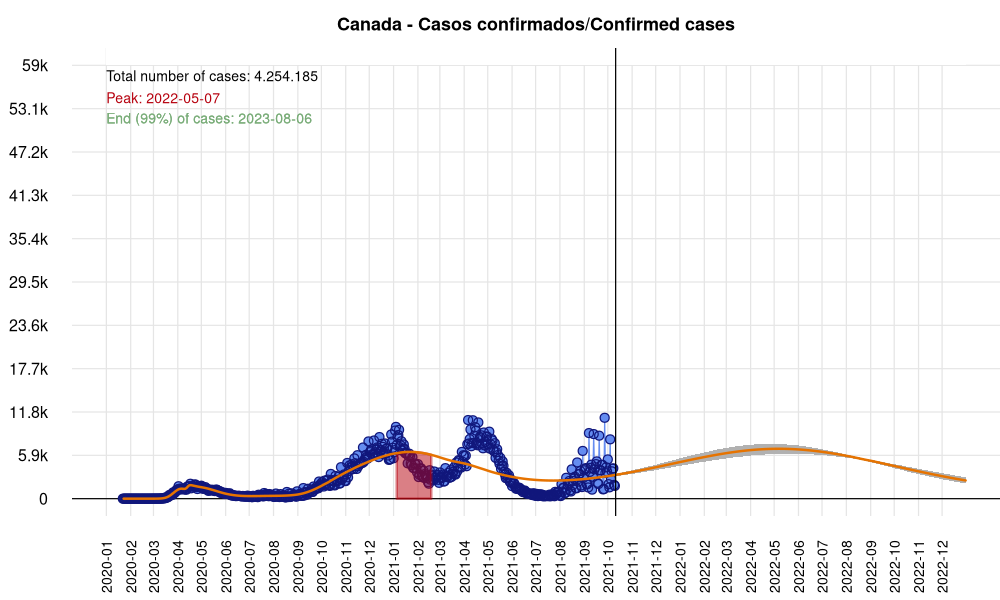 Canada - Casos confirmados/Confirmed cases
Total number of cases: 4.254.185
Peak: 2022-05-07
End (99%) of cases: 2023-08-06
59k
53.1k
47.2k
41.3k
35.4k
29.5k
23.6k
17.7k
11.8k
5.9k
0
2020-01
2020-02
2020-03
2020-04
2020-05
2020-06
2020-07
2020-08
2020-09
2020-10
2020-11
2020-12
2021-01
2021-02
2021-03
2021-04
2021-05
2021-06
2021-07
2021-08
2021-09
2021-10
2021-11
2021-12
2022-01
2022-02
2022-03
2022-04
2022-05
2022-06
2022-07
2022-08
2022-09
2022-10
2022-11
2022-12